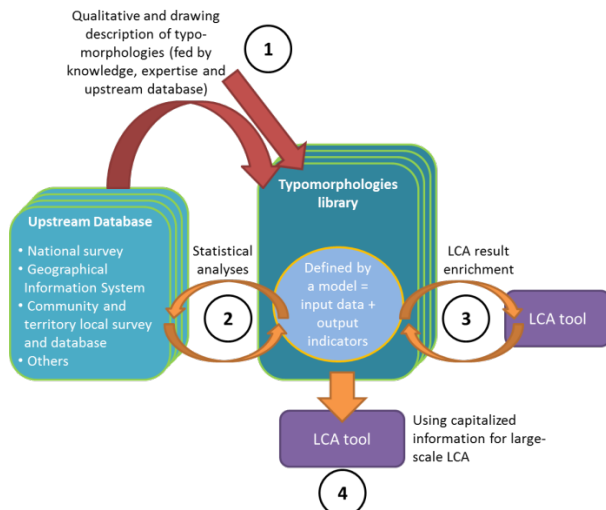 Qualitative and drawing
description of typo-
morphologies (fed by
knowledge, expertise and
upstream database)
1
Upstream Database
• National survey
• Geographical
Information System
• Community and
territory local survey
and database
• Others
Statistical
analyses
2
Typomorphologies
library
Defined by
a model =
input data +
output
indicators
LCA result
enrichment
3
LCA tool
LCA tool
Using capitalized
information for large-
scale LCA
4